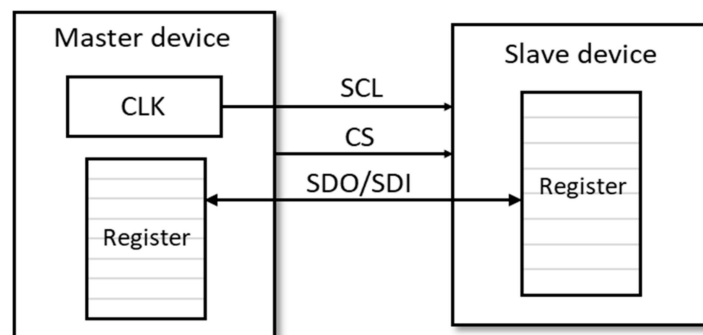 Master device
Slave device
CLK
SCL
CS
SDO/SDI
Register
Register